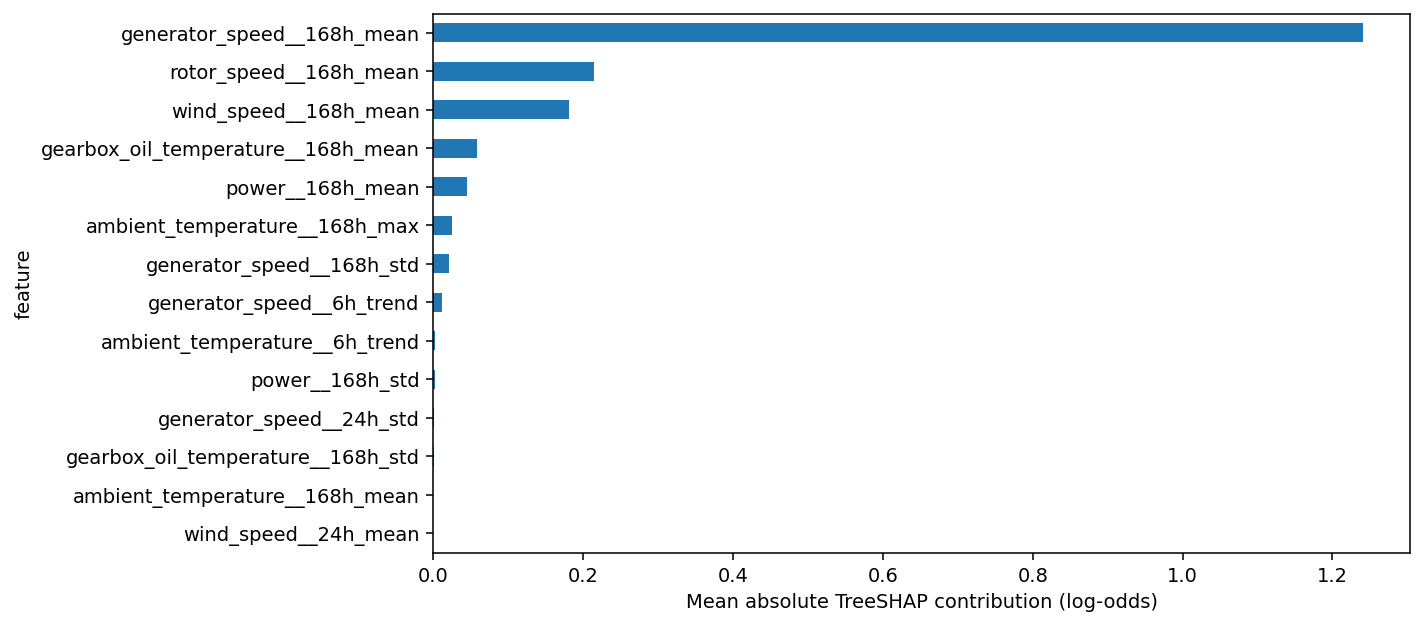 generator_speed__168h_mean
rotor_speed__168h_mean
wind_speed__168h_mean
gearbox_oil_temperature__168h_mean
power__168h_mean
ambient_temperature__168h_max
generator_speed__168h_std
generator_speed__6h_trend
ambient_temperature__6h_trend
power__168h_std
generator_speed__24h_std
gearbox_oil_temperature__168h_std
ambient_temperature__168h_mean
wind_speed__24h_mean
feature
0.0 0.2 0.4 0.6 0.8 1.0 1.2
Mean absolute TreeSHAP contribution (log-odds)